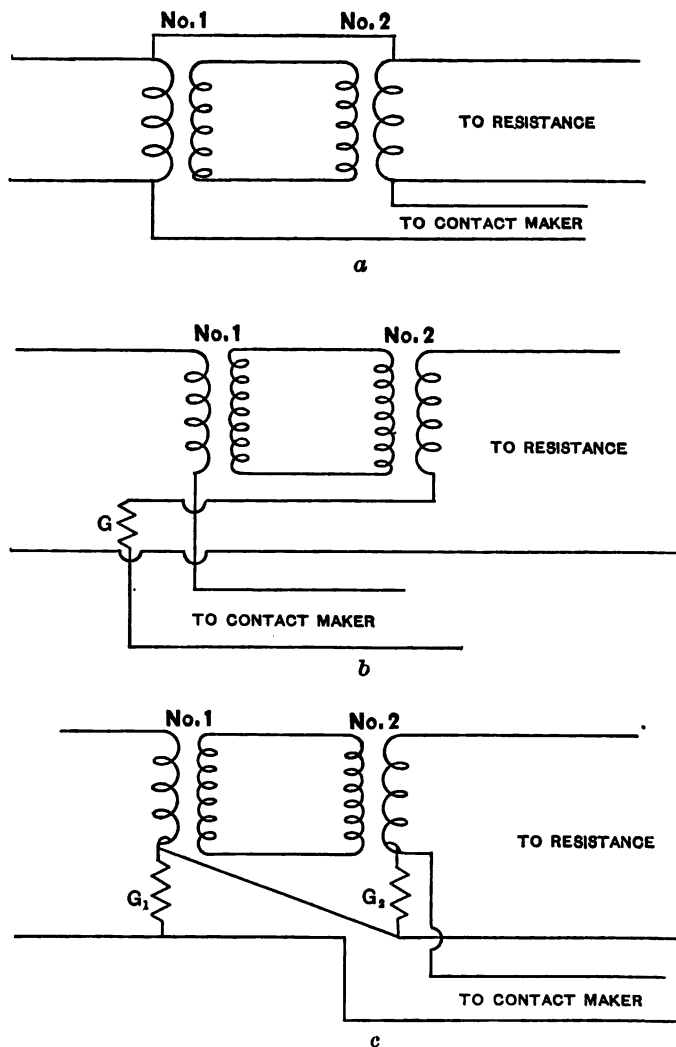 No.1 No.2
TO RESISTANCE
TO CONTACT MAKER
a
No.1 No.2
TO RESISTANCE
G
TO CONTACT MAKER
b
No.1 No.2
TO RESISTANCE
G₁ G₂
TO CONTACT MAKER
c